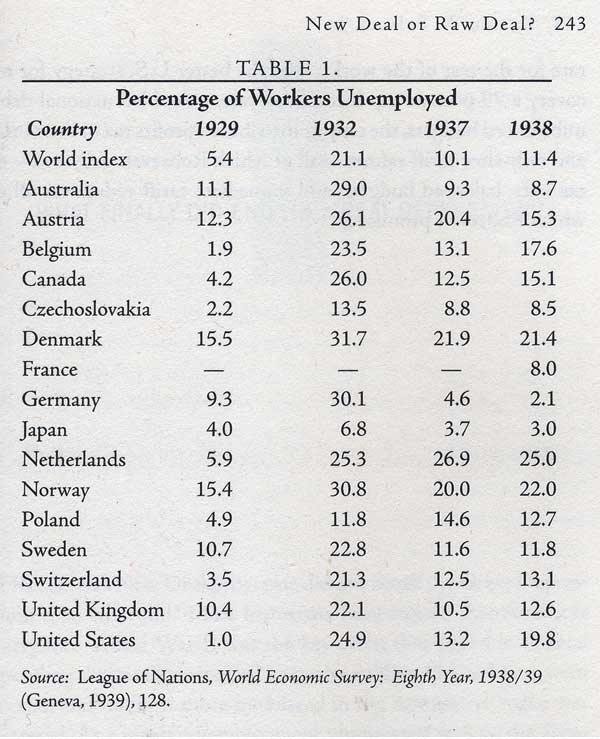 New Deal or Raw Deal? 243
TABLE 1.
Percentage of Workers Unemployed
Country 1929 1932 1937 1938
World index 5.4 21.1 10.1 11.4
Australia 11.1 29.0 9.3 8.7
Austria 12.3 26.1 20.4 15.3
Belgium 1.9 23.5 13.1 17.6
Canada 4.2 26.0 12.5 15.1
Czechoslovakia 2.2 13.5 8.8 8.5
Denmark 15.5 31.7 21.9 21.4
France — — — 8.0
Germany 9.3 30.1 4.6 2.1
Japan 4.0 6.8 3.7 3.0
Netherlands 5.9 25.3 26.9 25.0
Norway 15.4 30.8 20.0 22.0
Poland 4.9 11.8 14.6 12.7
Sweden 10.7 22.8 11.6 11.8
Switzerland 3.5 21.3 12.5 13.1
United Kingdom 10.4 22.1 10.5 12.6
United States 1.0 24.9 13.2 19.8
Source: League of Nations, World Economic Survey: Eighth Year, 1938/39
(Geneva, 1939), 128.